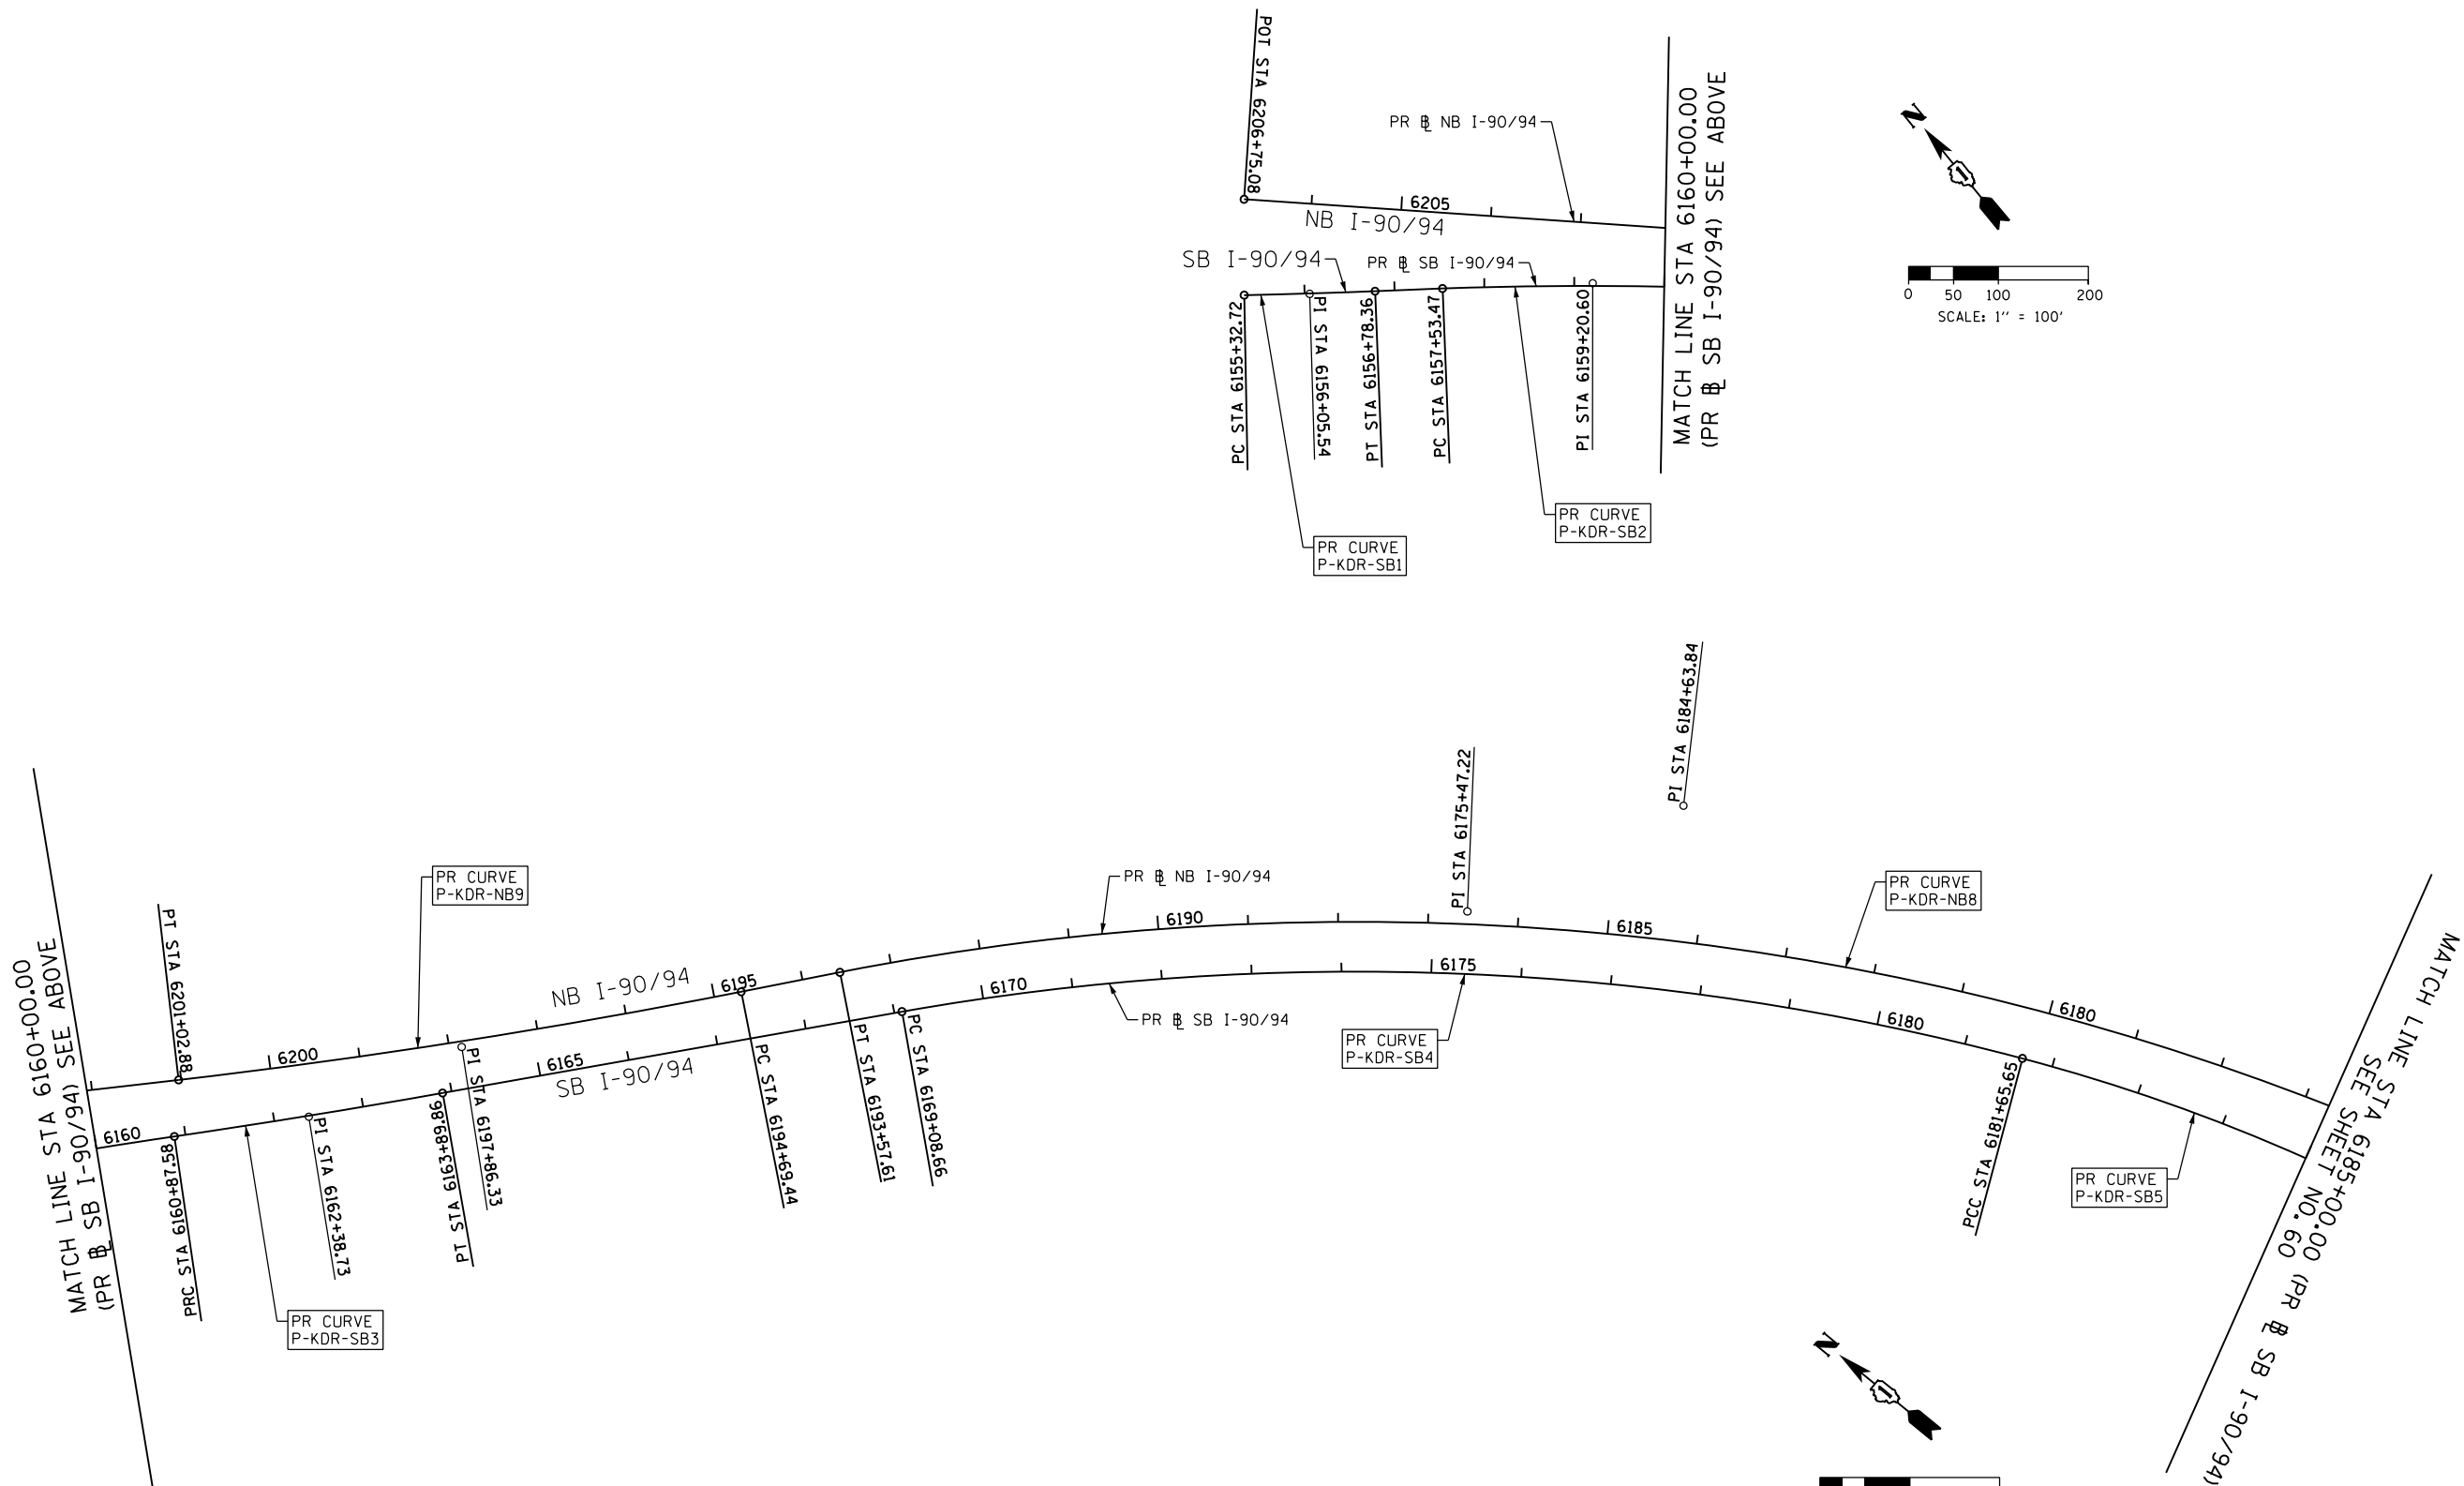 POT STA 6206+75.08
PR BL NB I-90/94
6205
NB I-90/94
SB I-90/94
PR BL SB I-90/94
PC STA 6155+32.72
PI STA 6156+05.54
PT STA 6156+78.36
PC STA 6157+53.47
PI STA 6159+20.60
MATCH LINE STA 6160+00.00
(PR BL SB I-90/94) SEE ABOVE
PR CURVE
P-KDR-SB1
PR CURVE
P-KDR-SB2
N
1
0 50 100 200
SCALE: 1'' = 100'
MATCH LINE STA 6160+00.00
(PR BL SB I-90/94) SEE ABOVE
PT STA 6201+02.88
6160
PRC STA 6160+87.58
6200
PR CURVE
P-KDR-NB9
PI STA 6162+38.73
PR CURVE
P-KDR-SB3
PT STA 6163+89.86
PI STA 6197+86.33
6165
NB I-90/94
SB I-90/94
6195
PC STA 6194+69.44
PT STA 6193+57.61
PC STA 6169+08.66
6170
PR BL NB I-90/94
6190
PR BL SB I-90/94
PI STA 6175+47.22
6175
PR CURVE
P-KDR-SB4
PI STA 6184+63.84
6185
PR CURVE
P-KDR-NB8
6180
6180
PCC STA 6181+65.65
PR CURVE
P-KDR-SB5
MATCH LINE STA 6185+00.00 (PR BL SB I-90/94)
SEE SHEET NO. 60
N
1